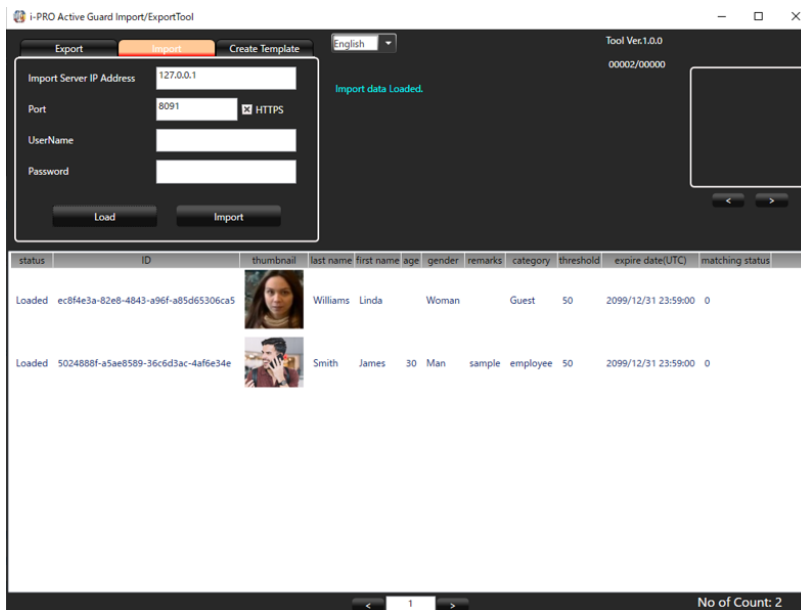 i-PRO Active Guard Import/ExportTool
Export Import Create Template
English
Tool Ver.1.0.0
00002/00000
Import Server IP Address 127.0.0.1
Import data Loaded.
Port 8091 HTTPS
UserName
Password
Load Import
< >
status ID thumbnail last name first name age gender remarks category threshold expire date(UTC) matching status
Loaded ec8f4e3a-82e8-4843-a96f-a85d65306ca5 Williams Linda Woman Guest 50 2099/12/31 23:59:00 0
Loaded 5024888f-a5ae8589-36c6d3ac-4af6e34e Smith James 30 Man sample employee 50 2099/12/31 23:59:00 0
< 1 >
No of Count: 2